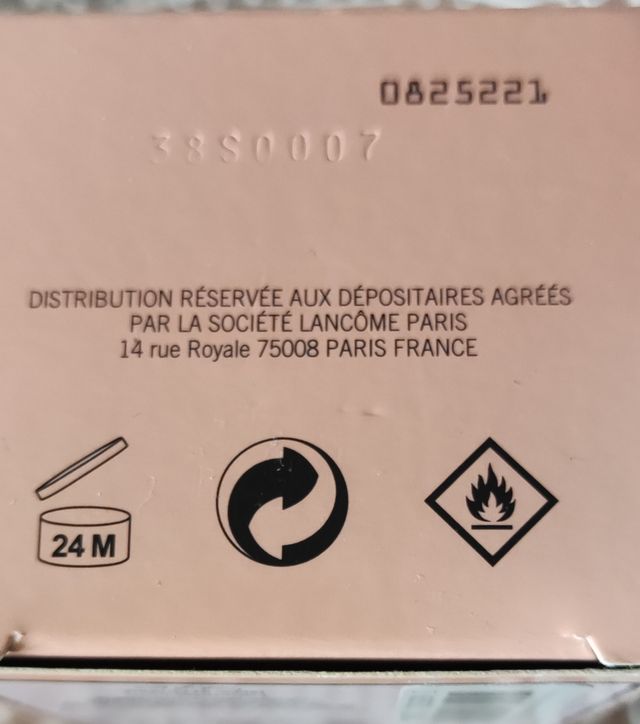 0825221
38S0007
DISTRIBUTION RÉSERVÉE AUX DÉPOSITAIRES AGRÉÉS
PAR LA SOCIÉTÉ LANCÔME PARIS
14 rue Royale 75008 PARIS FRANCE
24 M